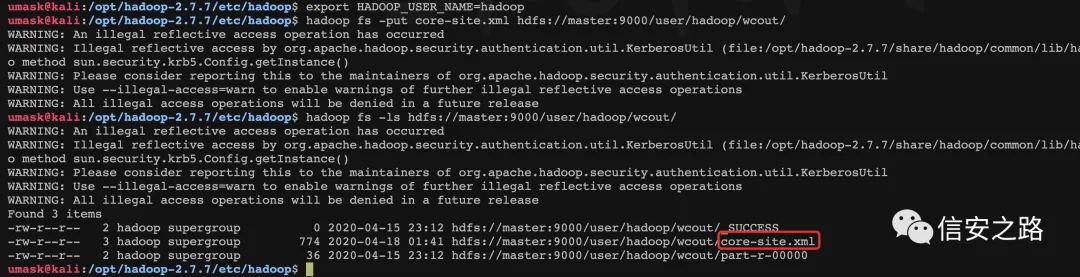 umask@kali:/opt/hadoop-2.7.7/etc/hadoop$ export HADOOP_USER_NAME=hadoop
umask@kali:/opt/hadoop-2.7.7/etc/hadoop$ hadoop fs -put core-site.xml hdfs://master:9000/user/hadoop/wcout/
WARNING: An illegal reflective access operation has occurred
WARNING: Illegal reflective access by org.apache.hadoop.security.authentication.util.KerberosUtil (file:/opt/hadoop-2.7.7/share/hadoop/common/lib/ha
o method sun.security.krb5.Config.getInstance()
WARNING: Please consider reporting this to the maintainers of org.apache.hadoop.security.authentication.util.KerberosUtil
WARNING: Use --illegal-access=warn to enable warnings of further illegal reflective access operations
WARNING: All illegal access operations will be denied in a future release
umask@kali:/opt/hadoop-2.7.7/etc/hadoop$ hadoop fs -ls hdfs://master:9000/user/hadoop/wcout/
WARNING: An illegal reflective access operation has occurred
WARNING: Illegal reflective access by org.apache.hadoop.security.authentication.util.KerberosUtil (file:/opt/hadoop-2.7.7/share/hadoop/common/lib/ha
o method sun.security.krb5.Config.getInstance()
WARNING: Please consider reporting this to the maintainers of org.apache.hadoop.security.authentication.util.KerberosUtil
WARNING: Use --illegal-access=warn to enable warnings of further illegal reflective access operations
WARNING: All illegal access operations will be denied in a future release
Found 3 items
-rw-r--r-- 2 hadoop supergroup 0 2020-04-15 23:12 hdfs://master:9000/user/hadoop/wcout/_SUCCESS
-rw-r--r-- 3 hadoop supergroup 774 2020-04-18 01:41 hdfs://master:9000/user/hadoop/wcout/core-site.xml
-rw-r--r-- 2 hadoop supergroup 36 2020-04-15 23:12 hdfs://master:9000/user/hadoop/wcout/part-r-00000
umask@kali:/opt/hadoop-2.7.7/etc/hadoop$
信安之路